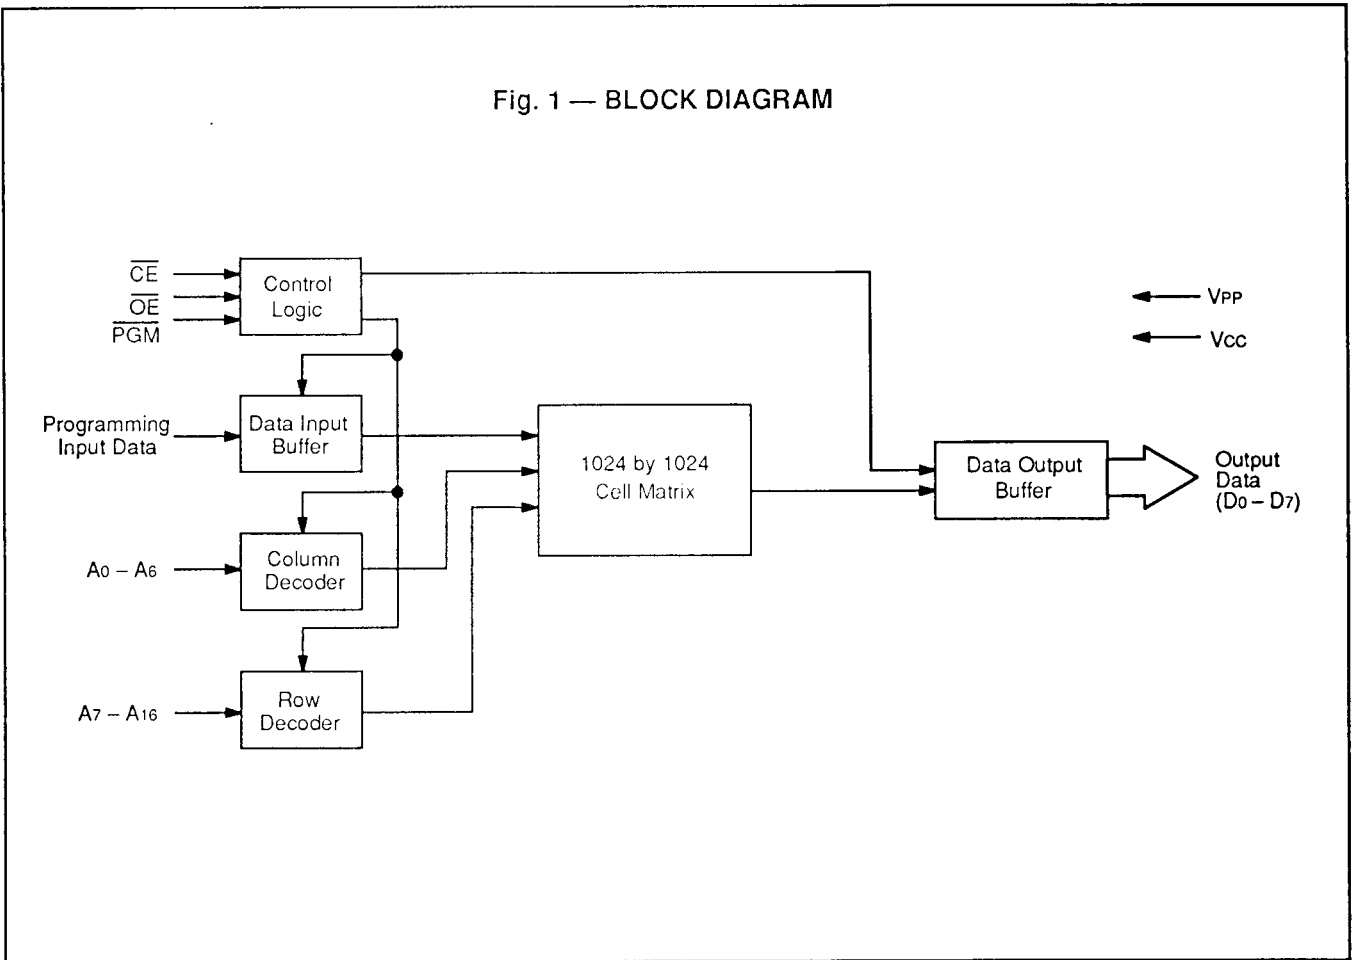 Fig. 1 — BLOCK DIAGRAM
CE
OE
PGM
Control
Logic
VPP
VCC
Programming
Input Data
Data Input
Buffer
1024 by 1024
Cell Matrix
Data Output
Buffer
Output
Data
(D0 – D7)
A0 – A6
Column
Decoder
A7 – A16
Row
Decoder